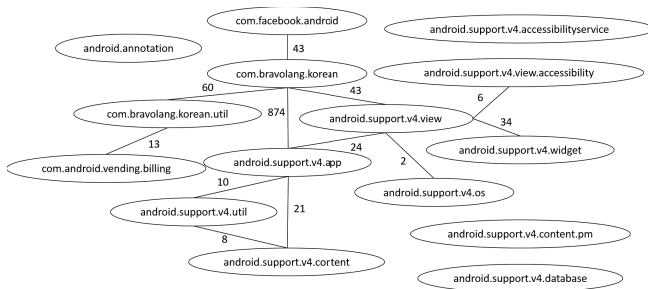 com.facebook.android
android.support.v4.accessibilityservice
android.annotation
43
com.bravolang.korean
android.support.v4.view.accessibility
60
43
6
com.bravolang.korean.util
874
android.support.v4.view
34
13
24
android.support.v4.widget
com.android.vending.billing
android.support.v4.app
2
10
android.support.v4.os
android.support.v4.util
21
android.support.v4.content.pm
8
android.support.v4.content
android.support.v4.database